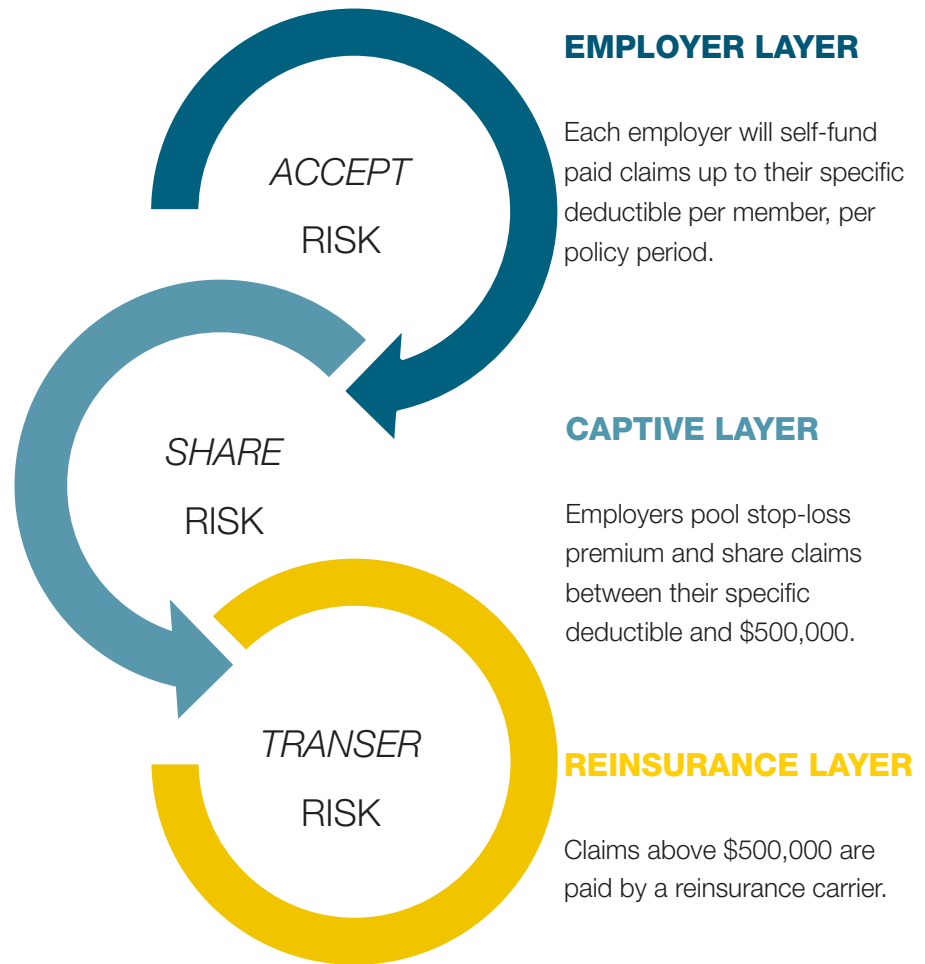 EMPLOYER LAYER
Each employer will self-fund
paid claims up to their specific
deductible per member, per
policy period.
ACCEPT
RISK
CAPTIVE LAYER
Employers pool stop-loss
premium and share claims
between their specific
deductible and $500,000.
SHARE
RISK
REINSURANCE LAYER
Claims above $500,000 are
paid by a reinsurance carrier.
TRANSER
RISK